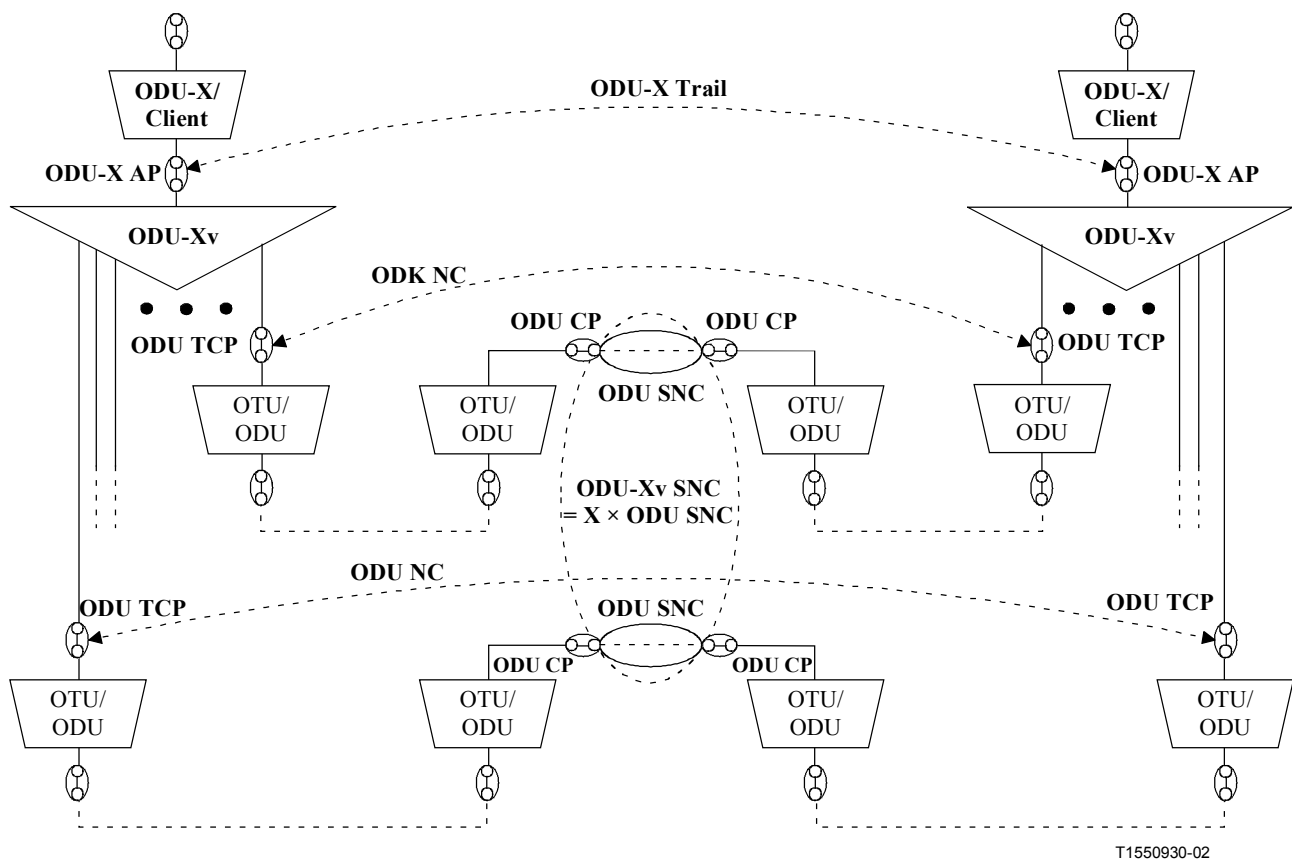 ODU-X/
Client
ODU-X Trail
ODU-X/
Client
ODU-X AP
ODU-X AP
ODU-Xv
ODU-Xv
ODK NC
ODU TCP
ODU CP
ODU CP
ODU TCP
ODU SNC
OTU/
ODU
OTU/
ODU
OTU/
ODU
OTU/
ODU
ODU-Xv SNC
= X × ODU SNC
ODU NC
ODU TCP
ODU SNC
ODU TCP
ODU CP
ODU CP
OTU/
ODU
OTU/
ODU
OTU/
ODU
OTU/
ODU
T1550930-02